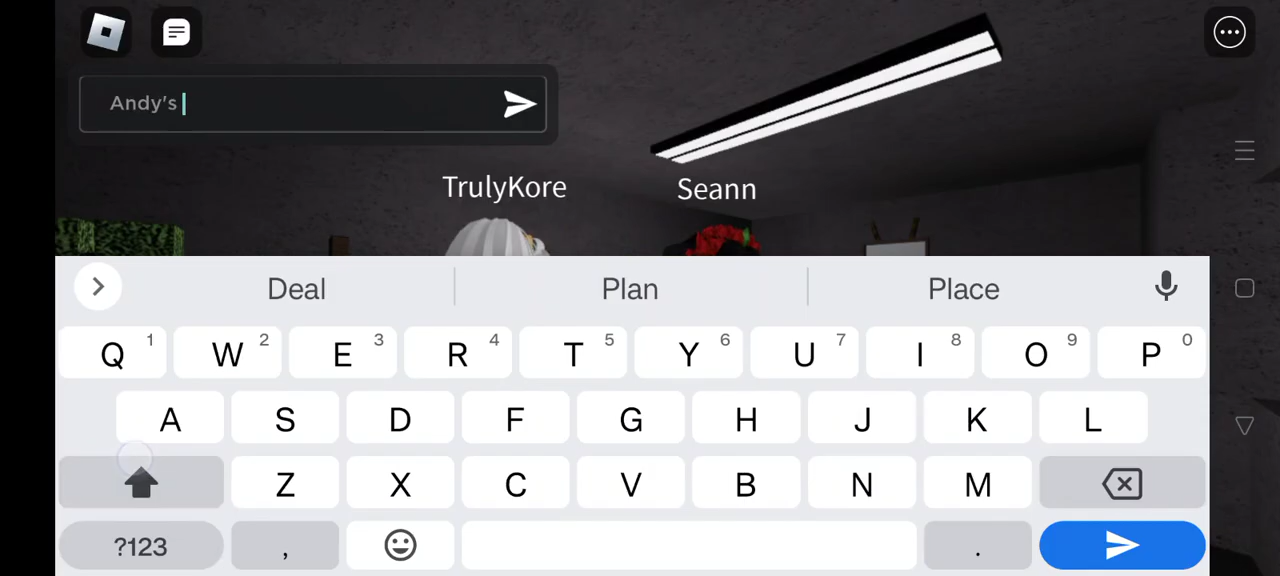 Andy's
TrulyKore Seann
Deal Plan Place
Q 1 W 2 E 3 R 4 T 5 Y 6 U 7 I 8 O 9 P 0
A S D F G H J K L
Z X C V B N M
?123 , .